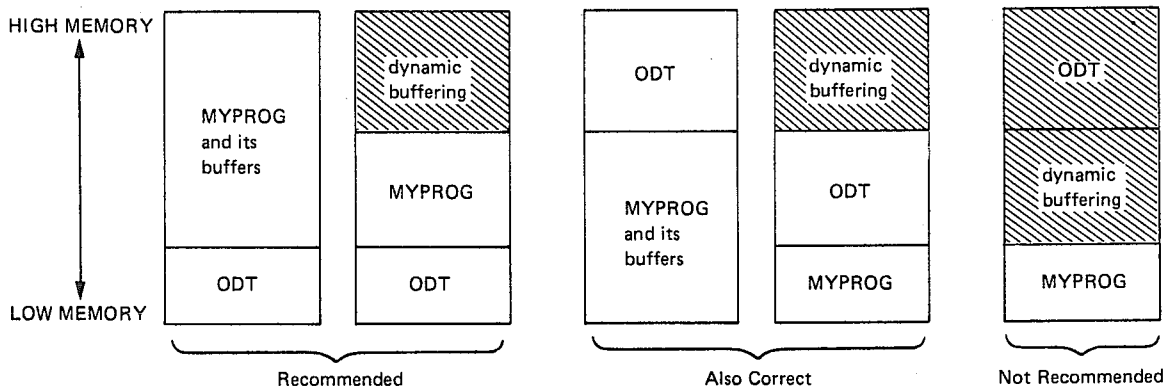 HIGH MEMORY
LOW MEMORY
MYPROG
and its
buffers
ODT
dynamic
buffering
MYPROG
ODT
Recommended
ODT
MYPROG
and its
buffers
dynamic
buffering
ODT
MYPROG
Also Correct
ODT
dynamic
buffering
MYPROG
Not Recommended